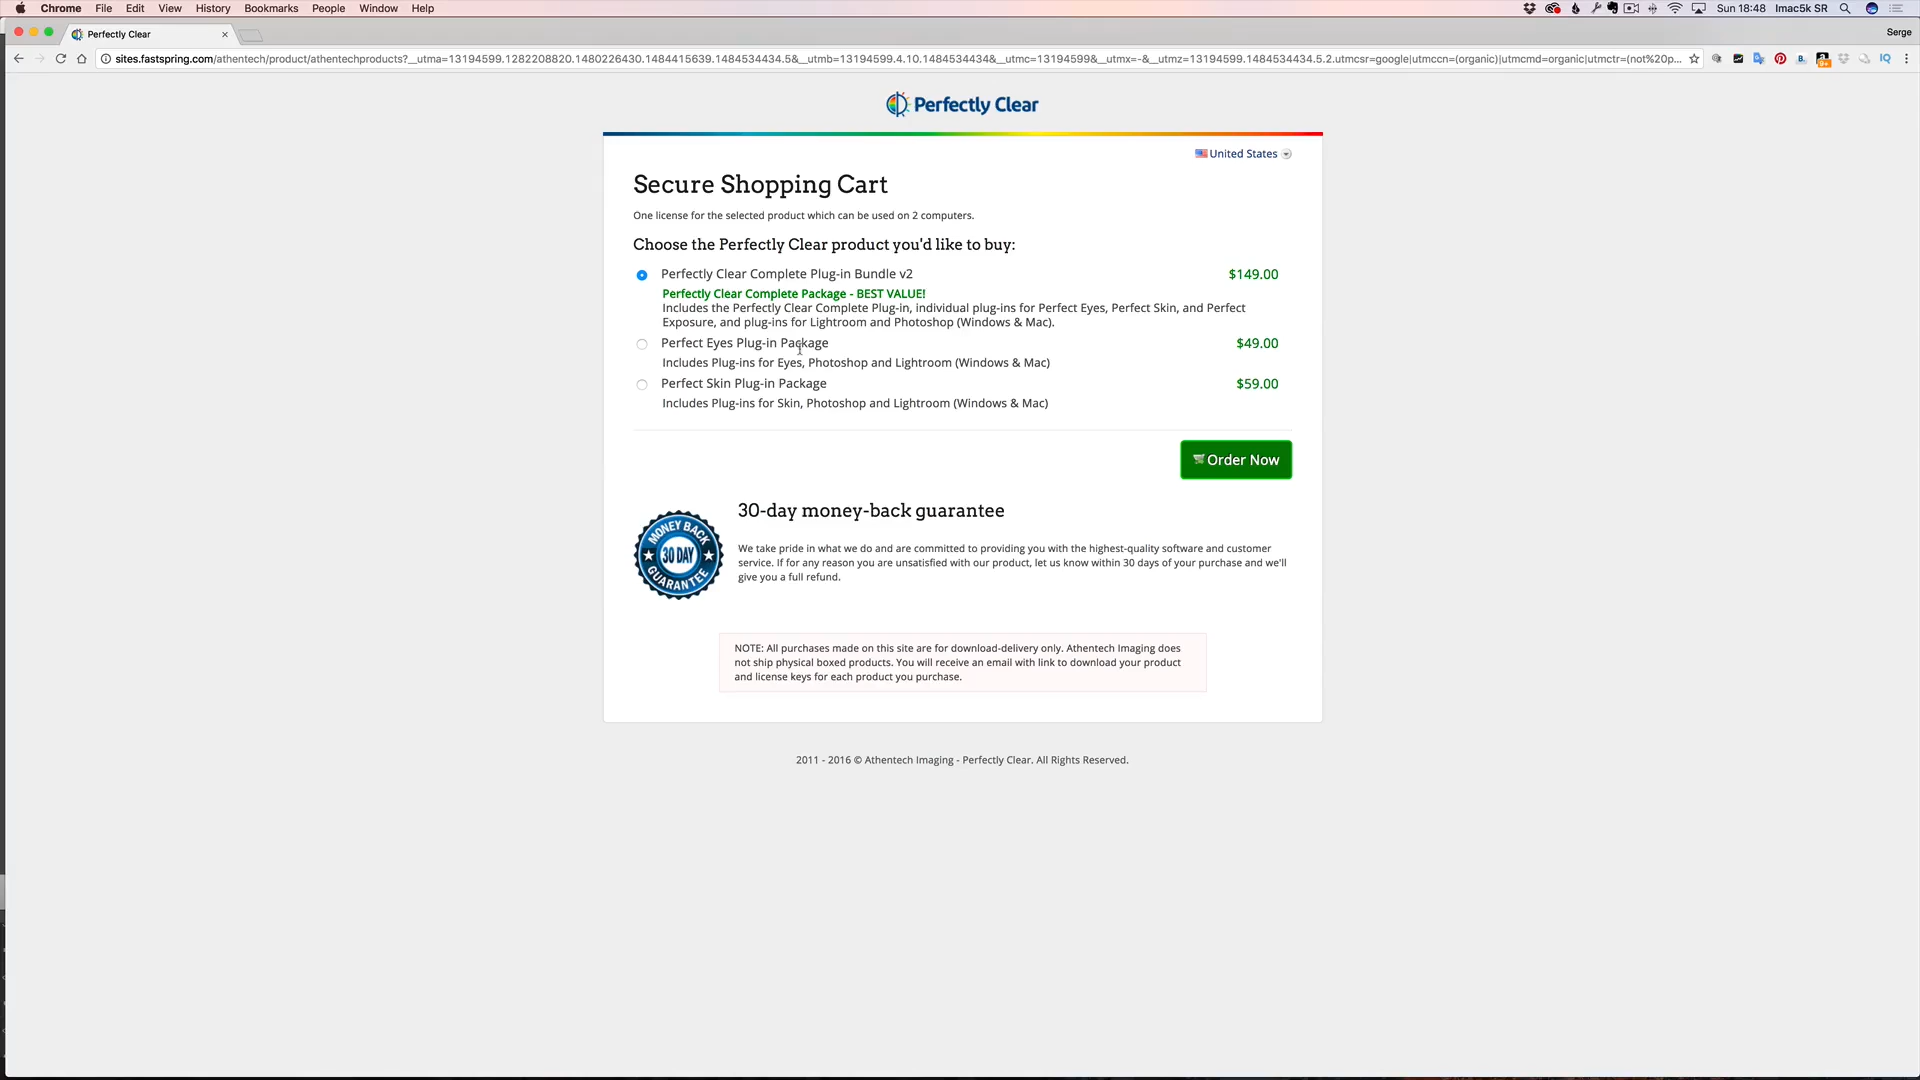 Chrome File Edit View History Bookmarks People Window Help Sun 18:48 Imac5k SR
Perfectly Clear Serge
sites.fastspring.com/athentech/product/athentechproducts?__utma=13194599.1282208820.1480226430.1484415639.1484534434.5&__utmb=13194599.4.10.1484534434&__utmc=13194599&__utmx=-&__utmz=13194599.1484534434.5.2.utmcsr=google|utmccn=(organic)|utmcmd=organic|utmctr=(not%20p...
Perfectly Clear
United States
Secure Shopping Cart
One license for the selected product which can be used on 2 computers.
Choose the Perfectly Clear product you'd like to buy:
Perfectly Clear Complete Plug-in Bundle v2 $149.00
Perfectly Clear Complete Package - BEST VALUE!
Includes the Perfectly Clear Complete Plug-in, individual plug-ins for Perfect Eyes, Perfect Skin, and Perfect
Exposure, and plug-ins for Lightroom and Photoshop (Windows & Mac).
Perfect Eyes Plug-in Package $49.00
Includes Plug-ins for Eyes, Photoshop and Lightroom (Windows & Mac)
Perfect Skin Plug-in Package $59.00
Includes Plug-ins for Skin, Photoshop and Lightroom (Windows & Mac)
Order Now
30-day money-back guarantee
MONEY BACK
30 DAY
GUARANTEE
We take pride in what we do and are committed to providing you with the highest-quality software and customer
service. If for any reason you are unsatisfied with our product, let us know within 30 days of your purchase and we'll
give you a full refund.
NOTE: All purchases made on this site are for download-delivery only. Athentech Imaging does
not ship physical boxed products. You will receive an email with link to download your product
and license keys for each product you purchase.
2011 - 2016 © Athentech Imaging - Perfectly Clear. All Rights Reserved.